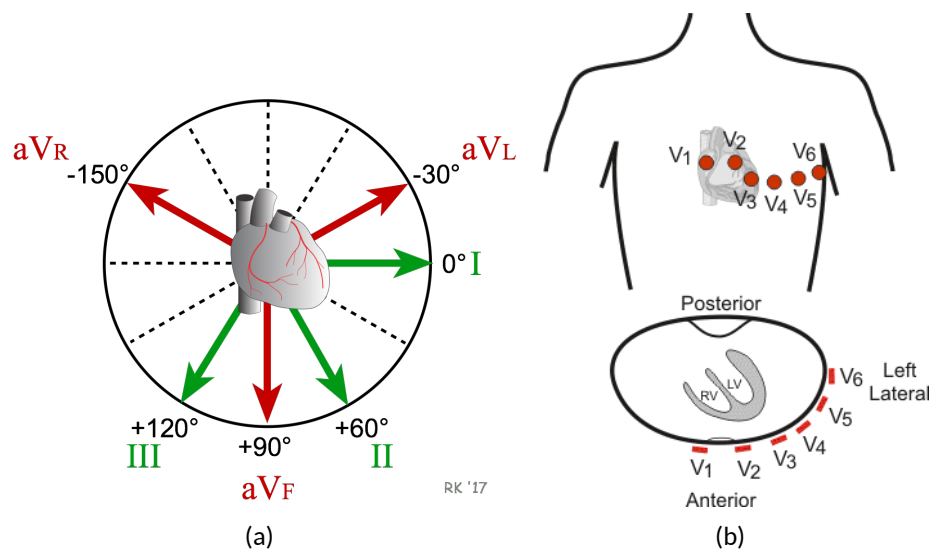 aVR
-150°
aVL
-30°
0° I
+120°
III
+90°
aVF
+60°
II
RK '17
(a)
V1
V2
V3
V4
V5
V6
Posterior
RV
LV
V6
Left
Lateral
V5
V4
V3
V2
V1
Anterior
(b)